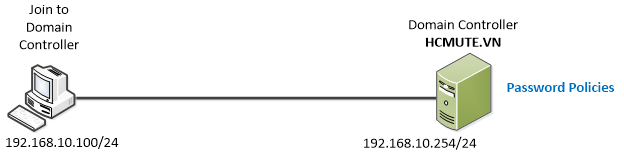 Join to
Domain
Controller
192.168.10.100/24
Domain Controller
HCMUTE.VN
Password Policies
192.168.10.254/24